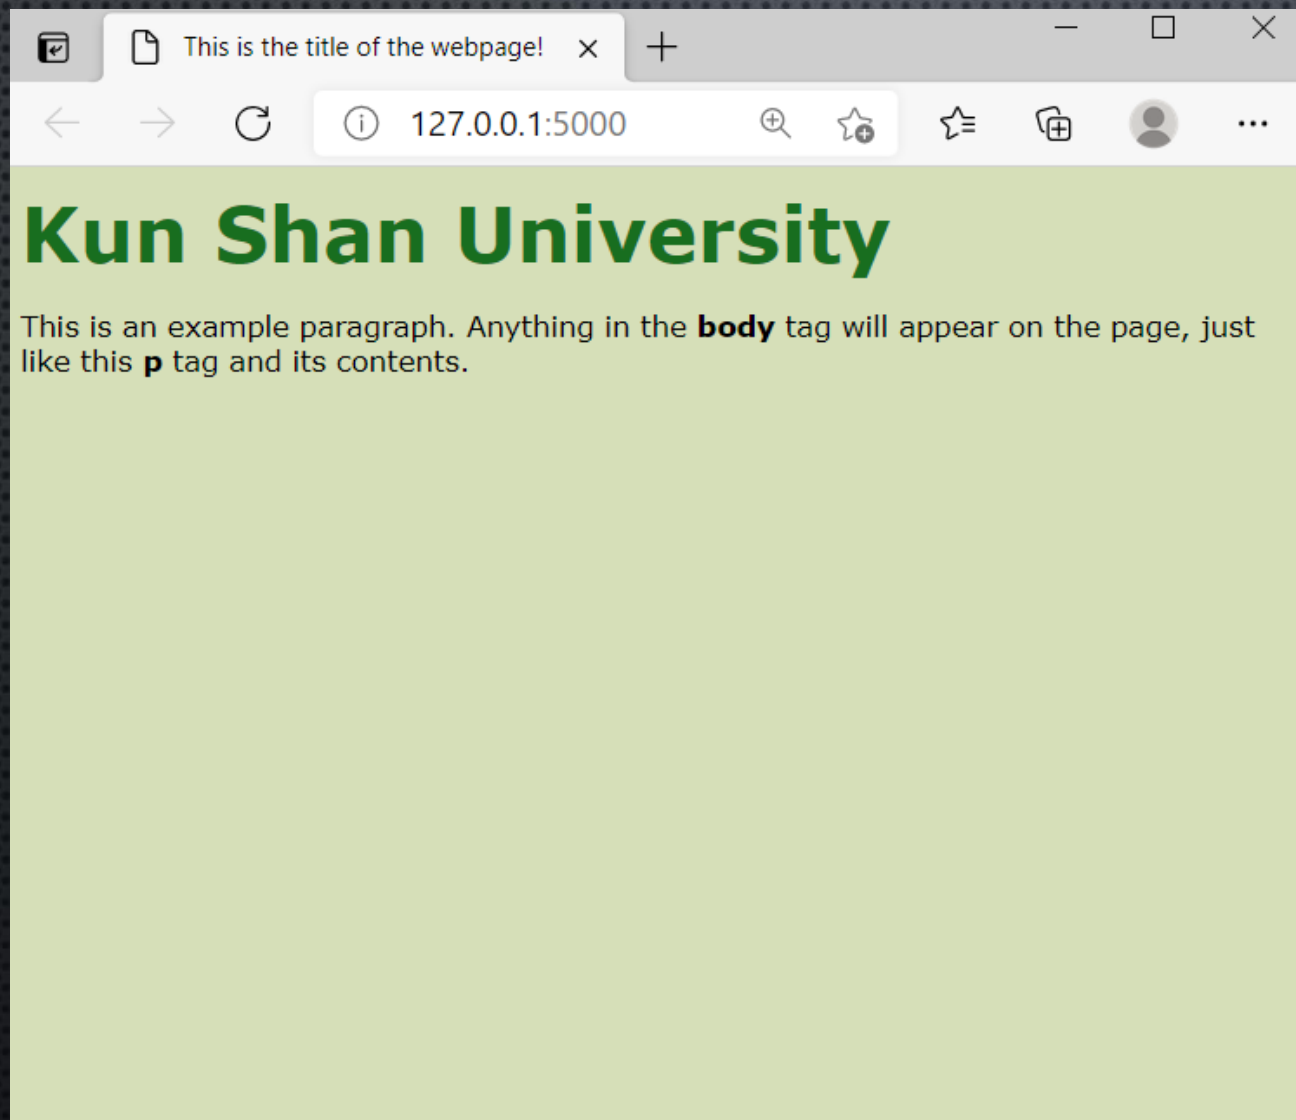 This is the title of the webpage!
127.0.0.1:5000
Kun Shan University
This is an example paragraph. Anything in the body tag will appear on the page, just
like this p tag and its contents.